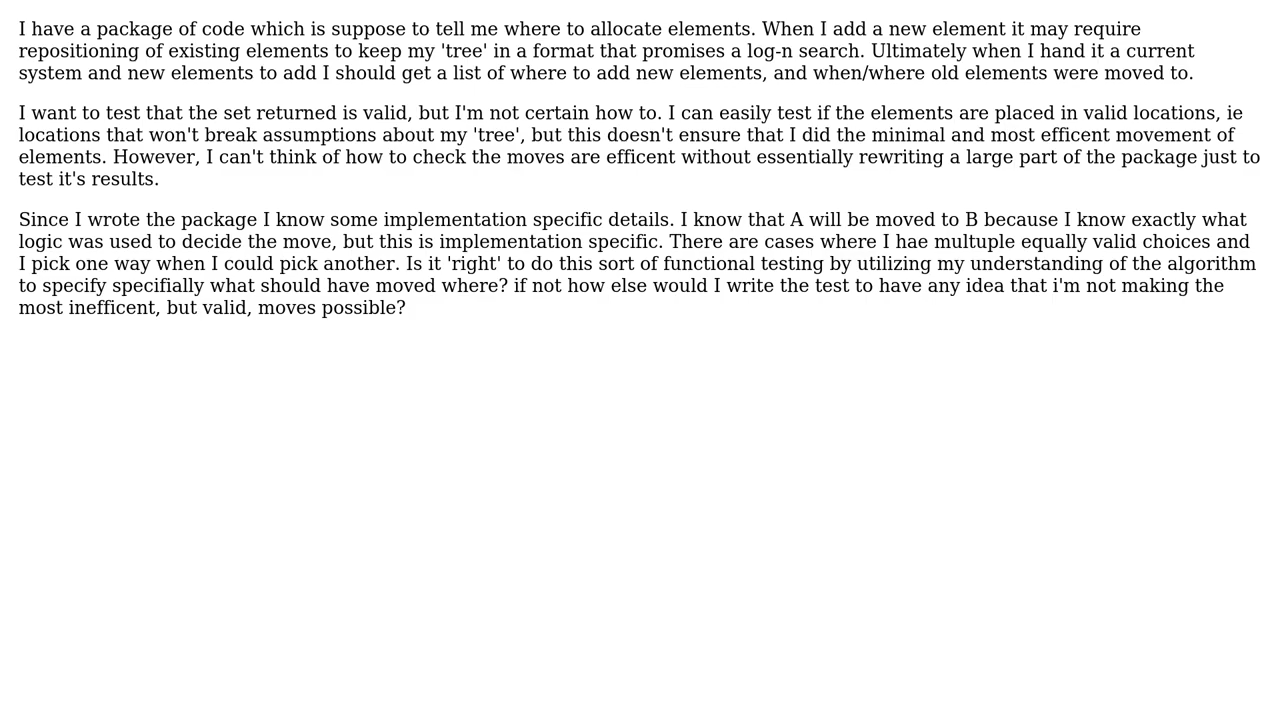 I have a package of code which is suppose to tell me where to allocate elements. When I add a new element it may require
repositioning of existing elements to keep my 'tree' in a format that promises a log-n search. Ultimately when I hand it a current
system and new elements to add I should get a list of where to add new elements, and when/where old elements were moved to.
I want to test that the set returned is valid, but I'm not certain how to. I can easily test if the elements are placed in valid locations, ie
locations that won't break assumptions about my 'tree', but this doesn't ensure that I did the minimal and most efficent movement of
elements. However, I can't think of how to check the moves are efficent without essentially rewriting a large part of the package just to
test it's results.
Since I wrote the package I know some implementation specific details. I know that A will be moved to B because I know exactly what
logic was used to decide the move, but this is implementation specific. There are cases where I hae multuple equally valid choices and
I pick one way when I could pick another. Is it 'right' to do this sort of functional testing by utilizing my understanding of the algorithm
to specify specifially what should have moved where? if not how else would I write the test to have any idea that i'm not making the
most inefficent, but valid, moves possible?